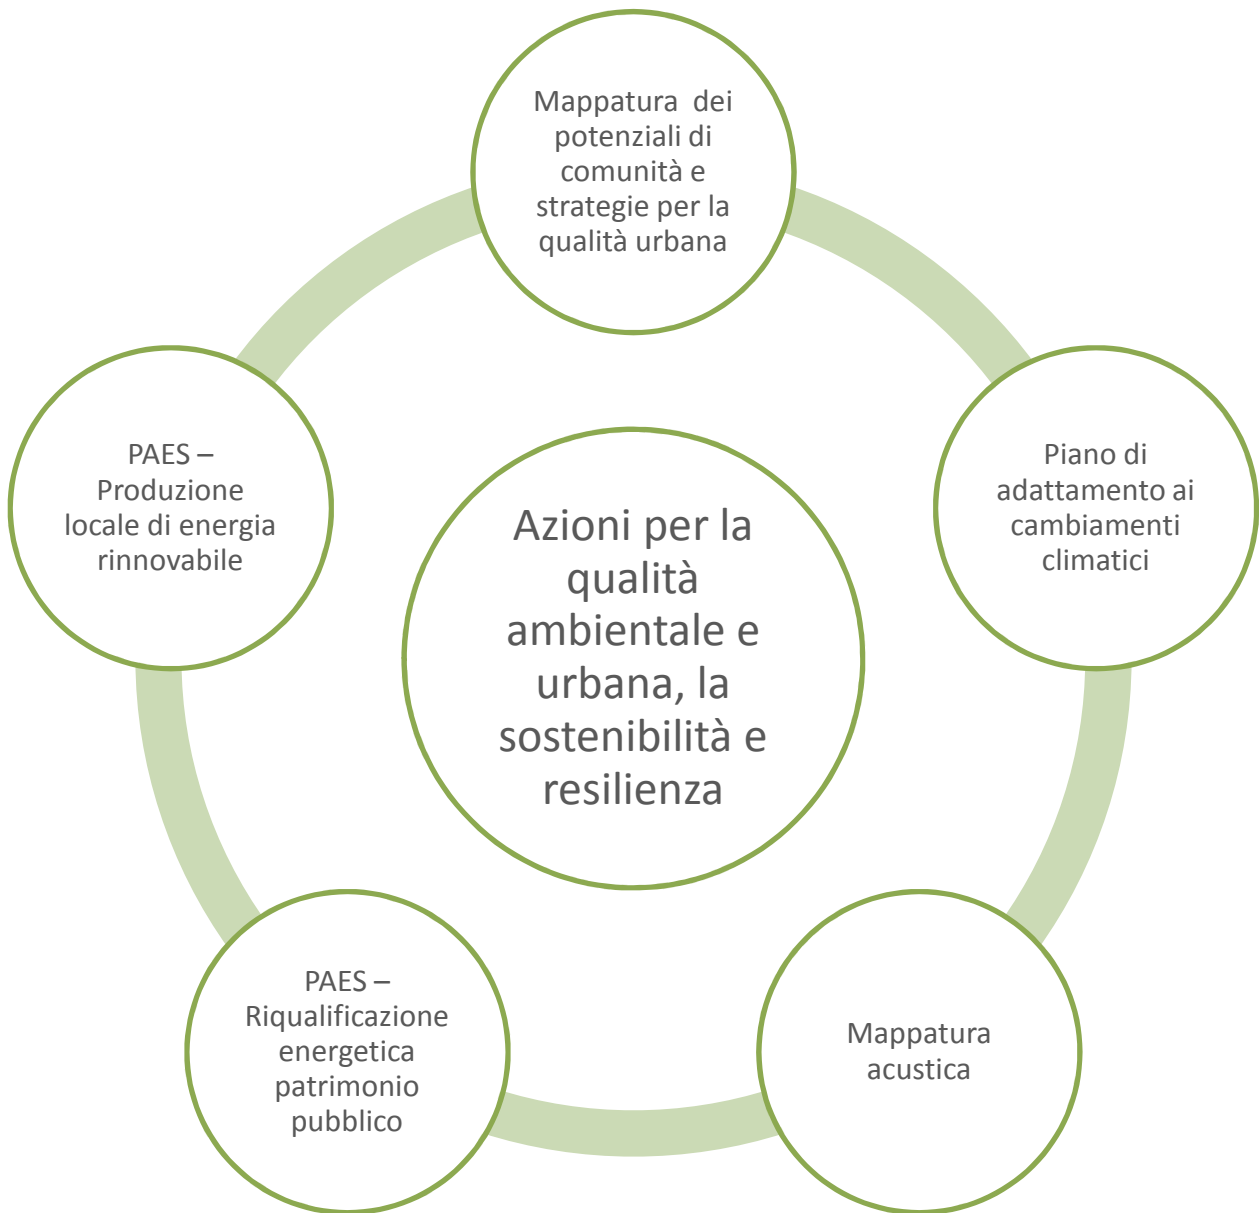 Mappatura dei
potenziali di
comunità e
strategie per la
qualità urbana
PAES –
Produzione
locale di energia
rinnovabile
Piano di
adattamento ai
cambiamenti
climatici
Azioni per la
qualità
ambientale e
urbana, la
sostenibilità e
resilienza
PAES –
Riqualificazione
energetica
patrimonio
pubblico
Mappatura
acustica